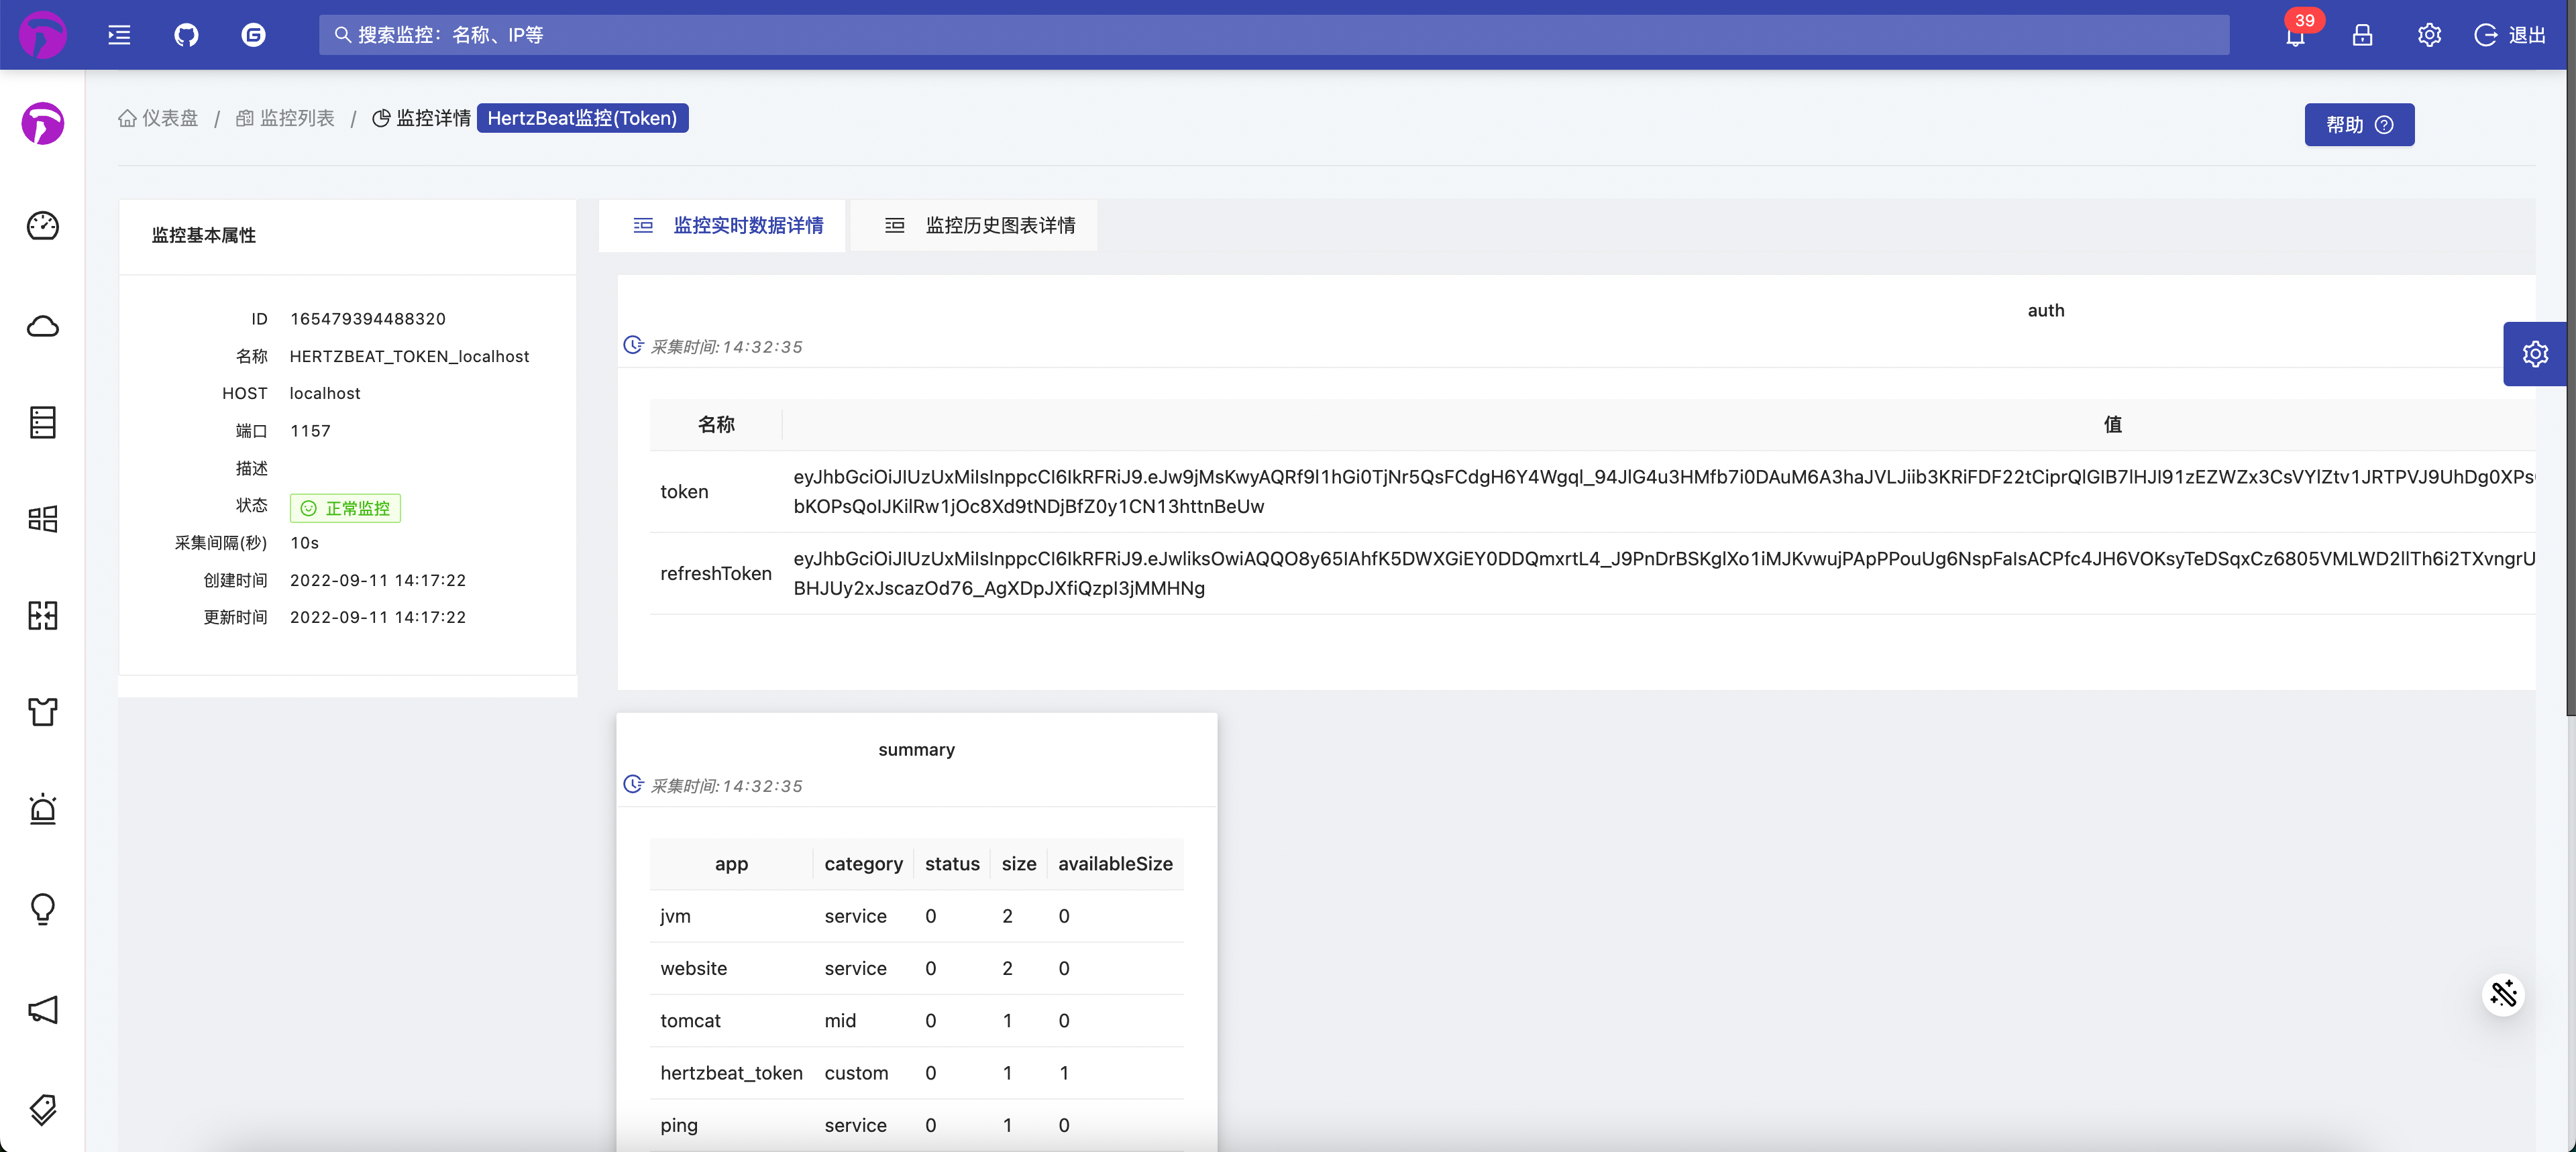 搜索监控：名称、IP等
39
退出
仪表盘 / 监控列表 / 监控详情 HertzBeat监控(Token)
帮助
监控基本属性
ID 165479394488320
名称 HERTZBEAT_TOKEN_localhost
HOST localhost
端口 1157
描述
状态 正常监控
采集间隔(秒) 10s
创建时间 2022-09-11 14:17:22
更新时间 2022-09-11 14:17:22
监控实时数据详情 监控历史图表详情
auth
采集时间:14:32:35
名称 值
token
refreshToken
summary
采集时间:14:32:35
app category status size availableSize
jvm service 0 2 0
website service 0 2 0
tomcat mid 0 1 0
hertzbeat_token custom 0 1 1
ping service 0 1 0